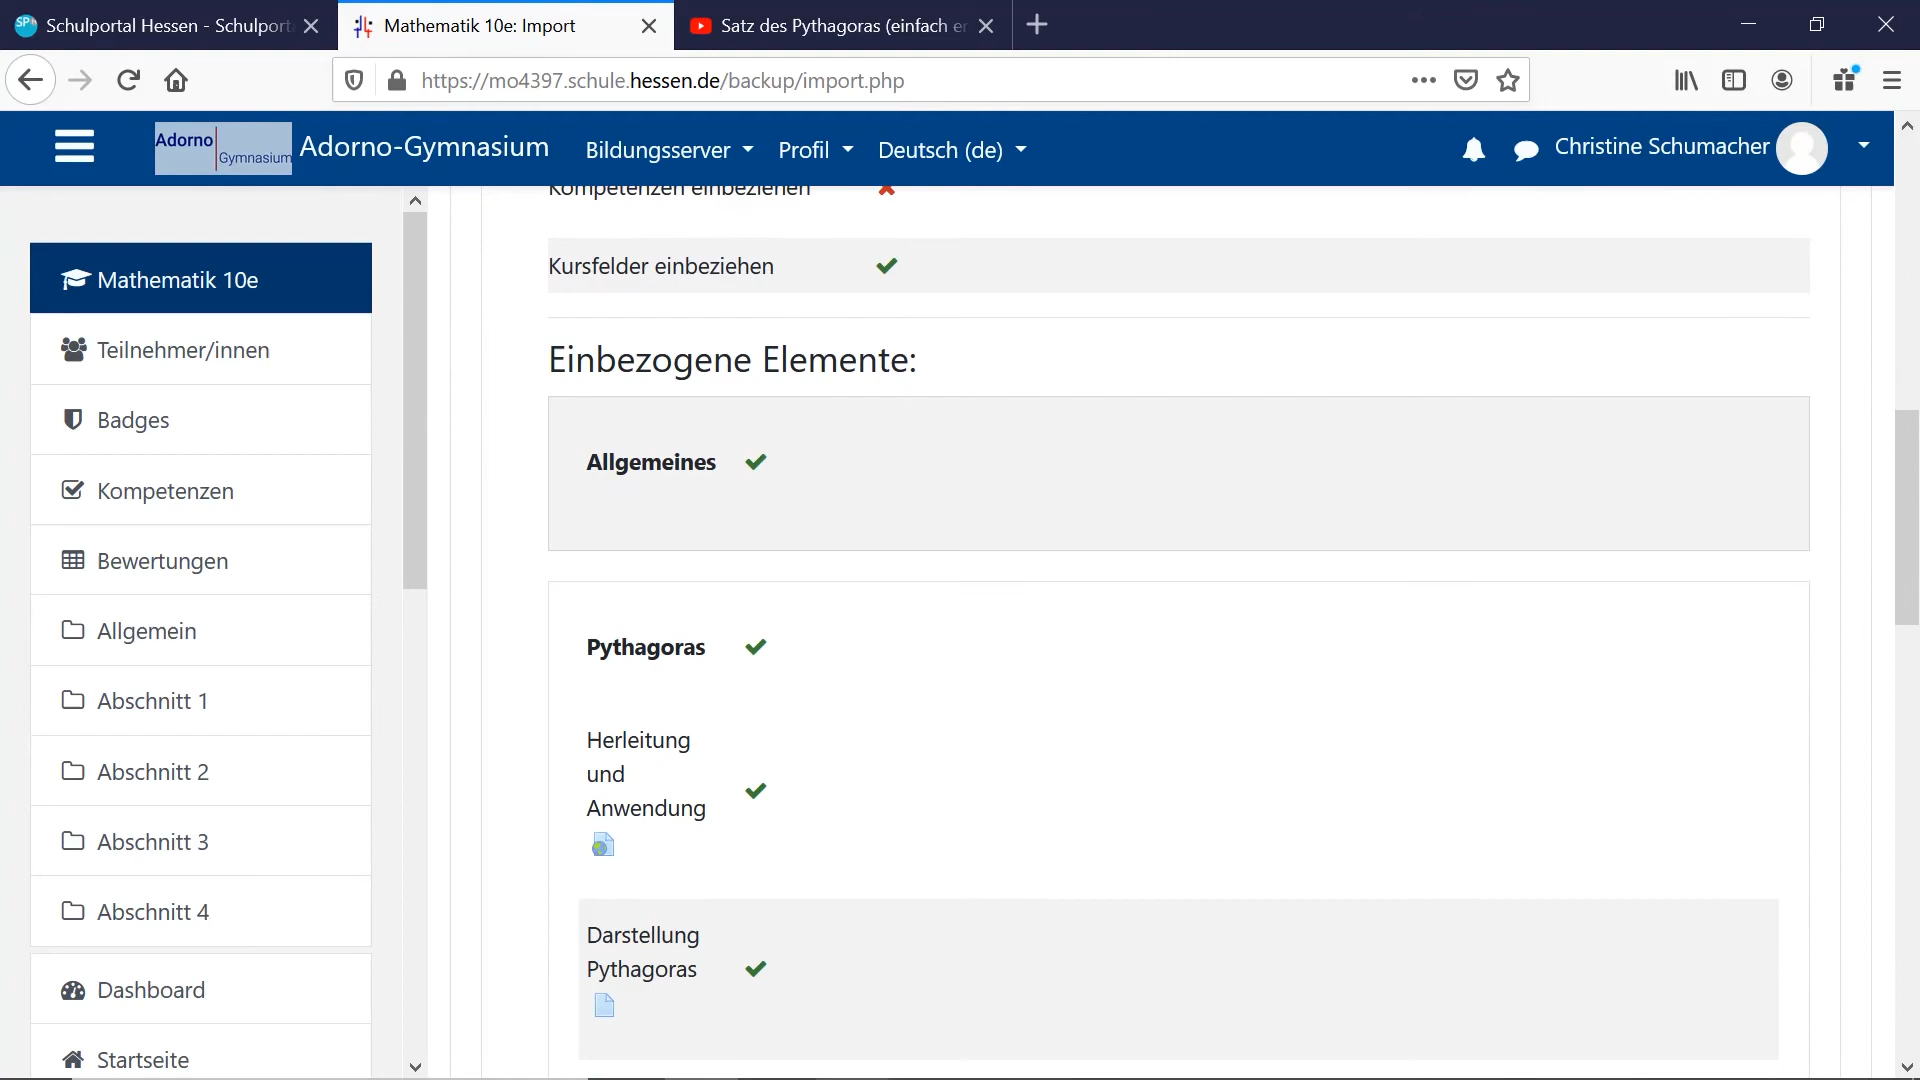 Schulportal Hessen - Schulport
Mathematik 10e: Import
Satz des Pythagoras (einfach er
https://mo4397.schule.hessen.de/backup/import.php
Adorno Gymnasium
Adorno-Gymnasium
Bildungsserver
Profil
Deutsch (de)
Christine Schumacher
Kompetenzen einbeziehen
Kursfelder einbeziehen
Einbezogene Elemente:
Allgemeines
Pythagoras
Herleitung
und
Anwendung
Darstellung
Pythagoras
Mathematik 10e
Teilnehmer/innen
Badges
Kompetenzen
Bewertungen
Allgemein
Abschnitt 1
Abschnitt 2
Abschnitt 3
Abschnitt 4
Dashboard
Startseite